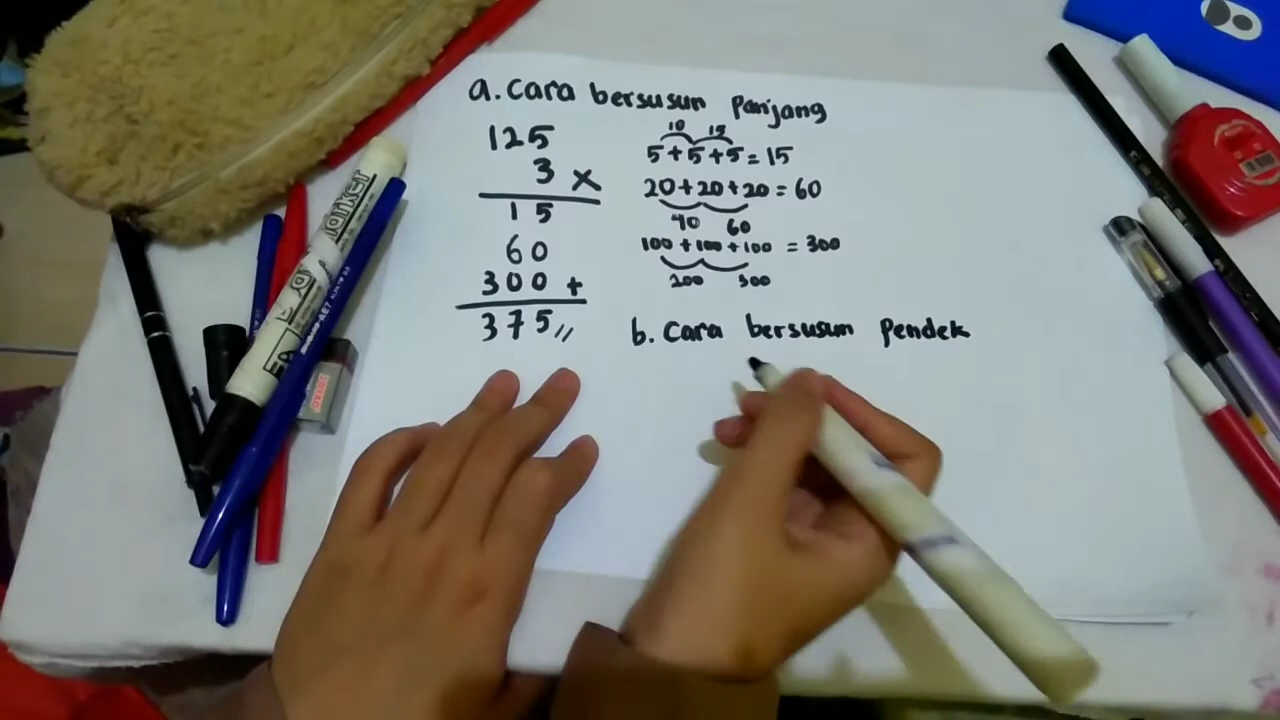 a. Cara bersusun Panjang
125
3 x
15
60
300 +
375 //
10 15
5+5+5=15
20+20+20=60
40 60
100+100+100=300
200 300
b. Cara bersusun Pendek
marker